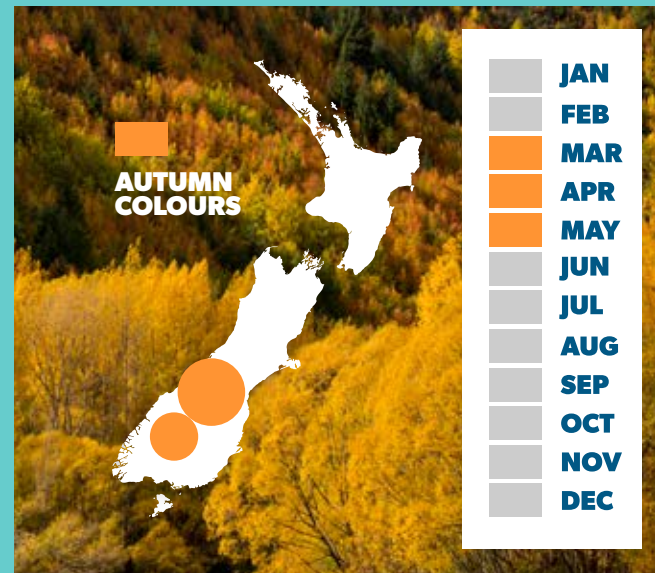 AUTUMN
COLOURS
JAN
FEB
MAR
APR
MAY
JUN
JUL
AUG
SEP
OCT
NOV
DEC